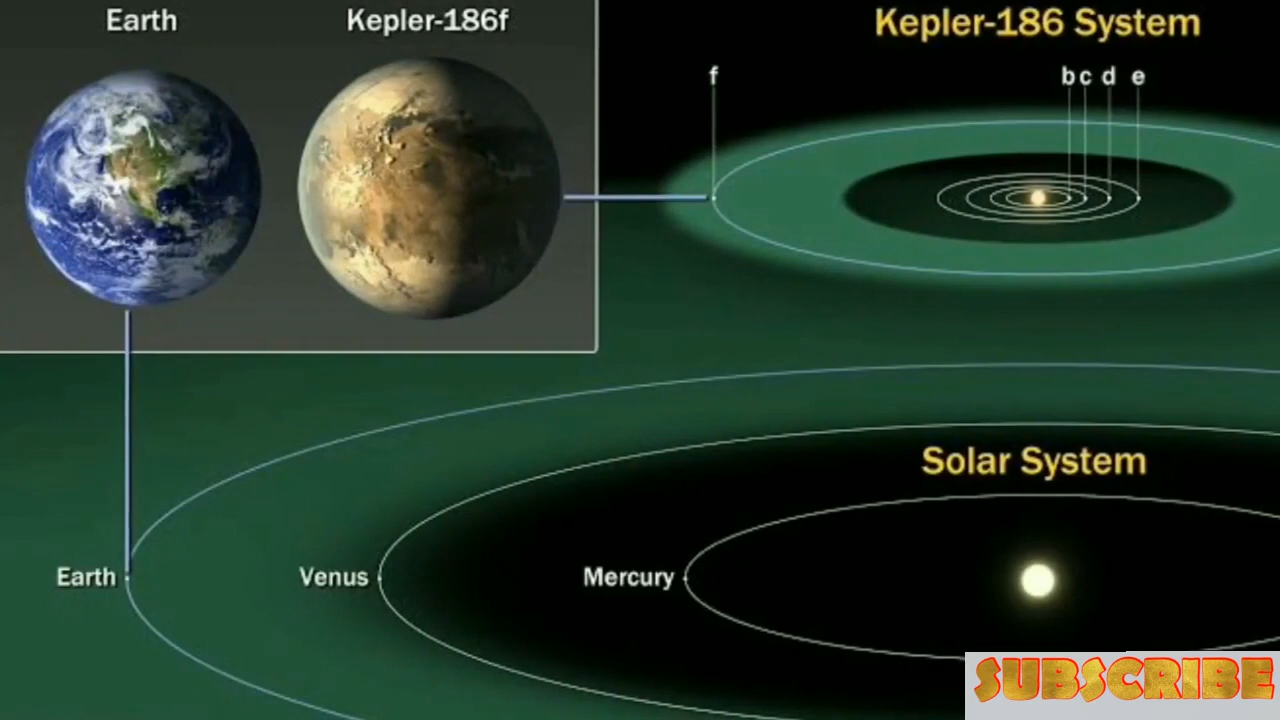 Earth
Kepler-186f
Kepler-186 System
f
b c d e
Solar System
Earth
Venus
Mercury
SUBSCRIBE